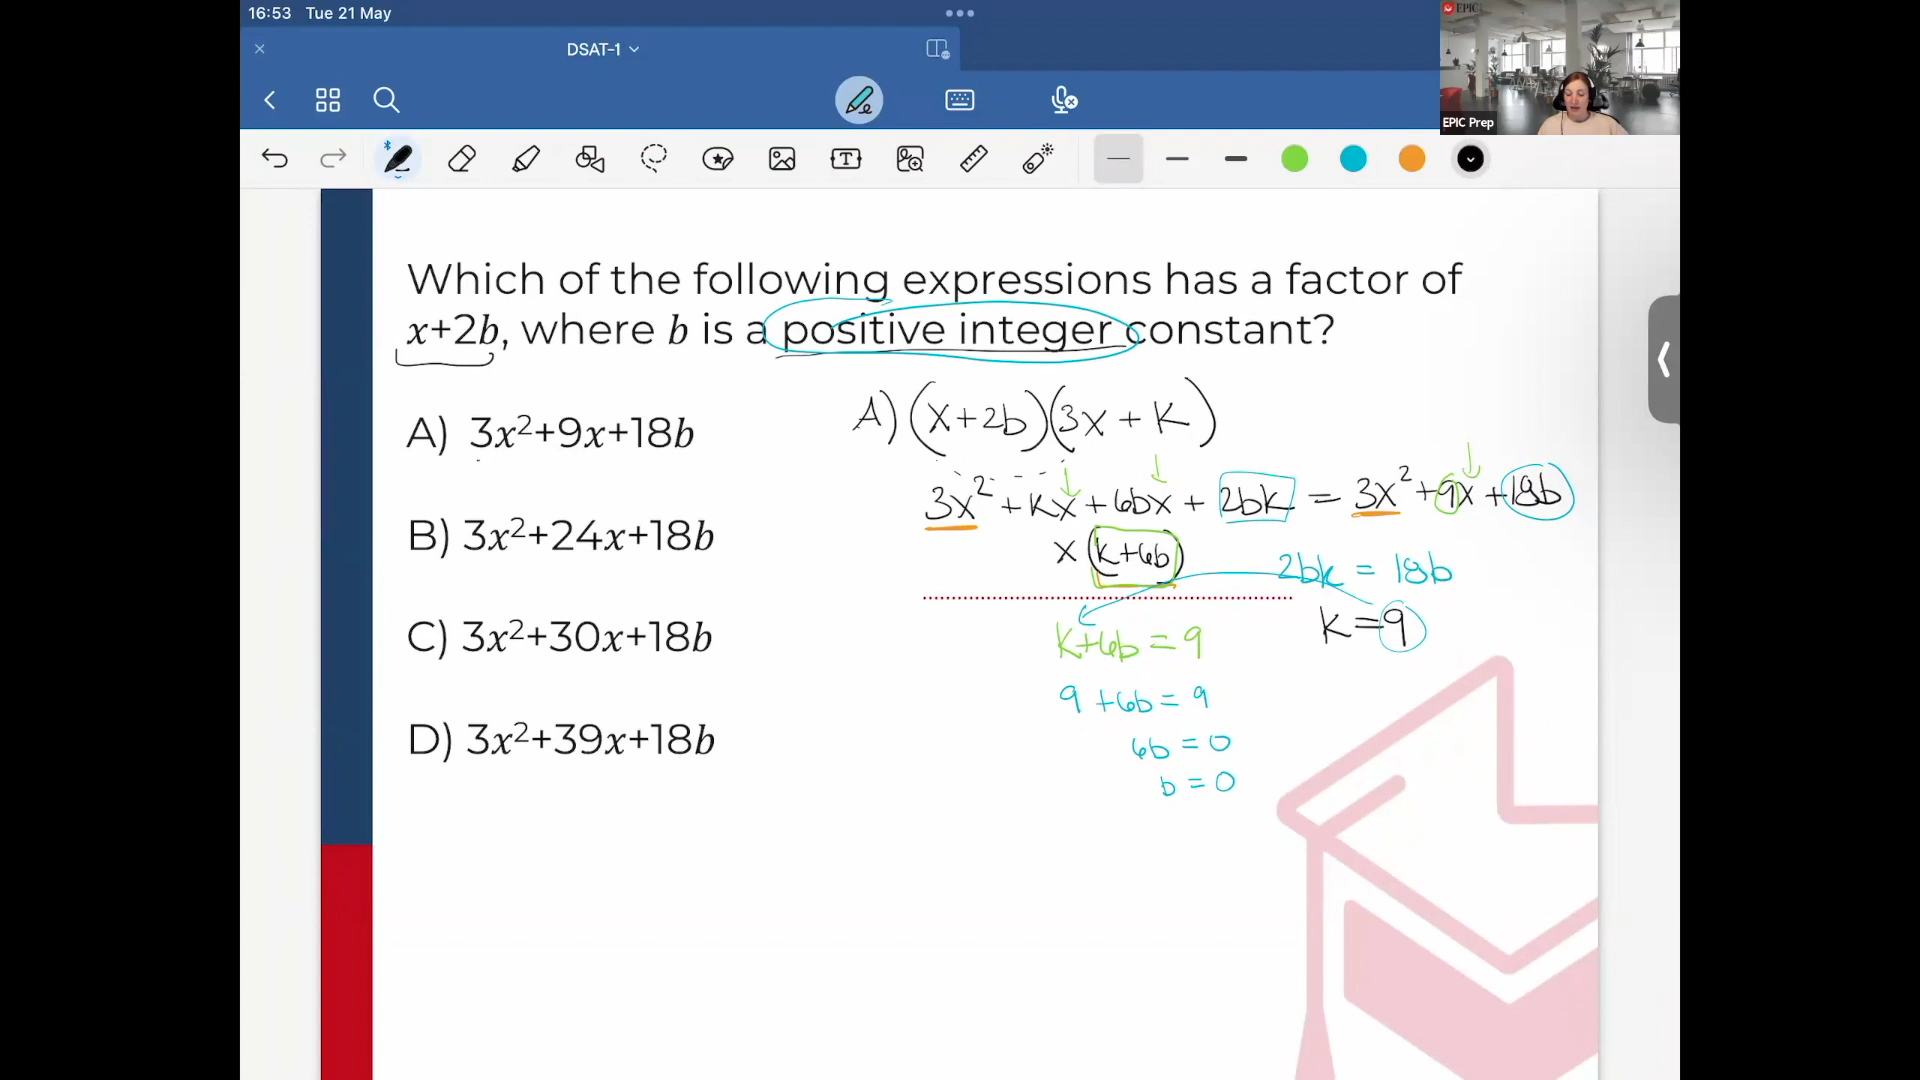 16:53 Tue 21 May
DSAT-1
EPIC
EPIC Prep
Which of the following expressions has a factor of
x+2b, where b is a positive integer constant?
A) 3x²+9x+18b
B) 3x²+24x+18b
C) 3x²+30x+18b
D) 3x²+39x+18b
A) (x+2b)(3x+K)
3x² + Kx + 6bx + 2bk = 3x² + 9x + 18b
x (k+6b)
2bk = 18b
k=9
k+6b = 9
9 +6b = 9
6b = 0
b = 0